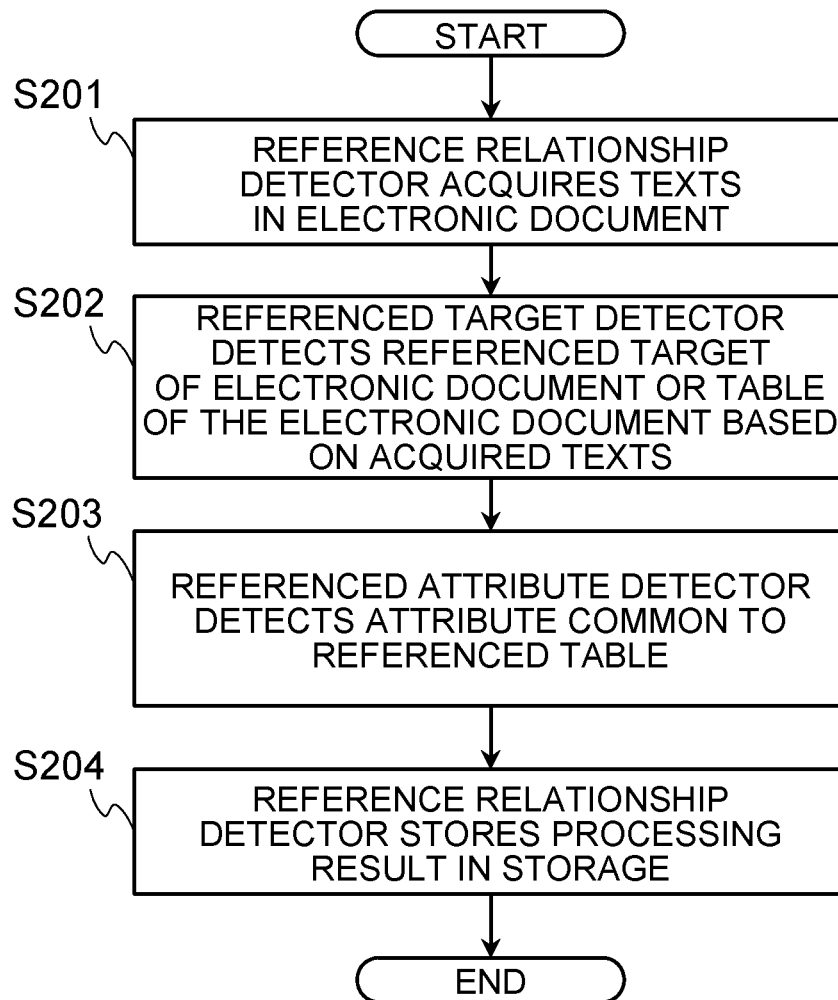 START
S201
REFERENCE RELATIONSHIP
DETECTOR ACQUIRES TEXTS
IN ELECTRONIC DOCUMENT
S202
REFERENCED TARGET DETECTOR
DETECTS REFERENCED TARGET
OF ELECTRONIC DOCUMENT OR TABLE
OF THE ELECTRONIC DOCUMENT BASED
ON ACQUIRED TEXTS
S203
REFERENCED ATTRIBUTE DETECTOR
DETECTS ATTRIBUTE COMMON TO
REFERENCED TABLE
S204
REFERENCE RELATIONSHIP
DETECTOR STORES PROCESSING
RESULT IN STORAGE
END